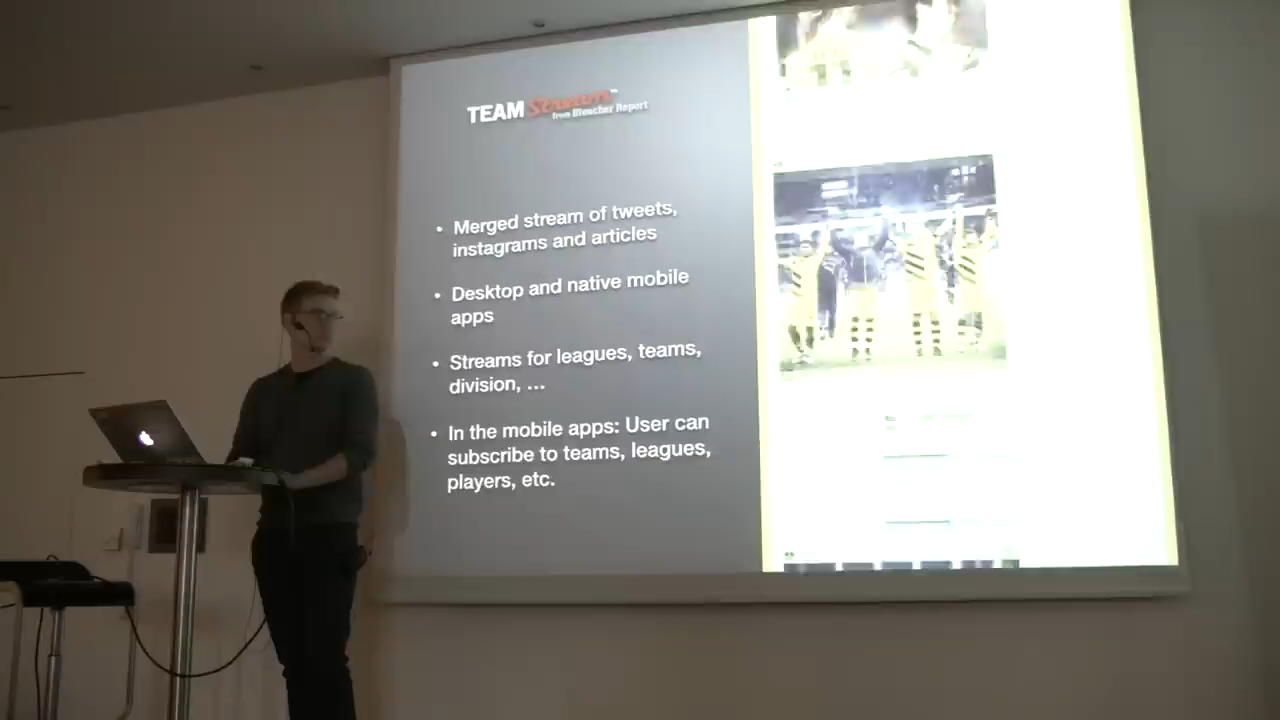 TEAM Stream™
from Bleacher Report
• Merged stream of tweets,
instagrams and articles
• Desktop and native mobile
apps
• Streams for leagues, teams,
division, ...
• In the mobile apps: User can
subscribe to teams, leagues,
players, etc.